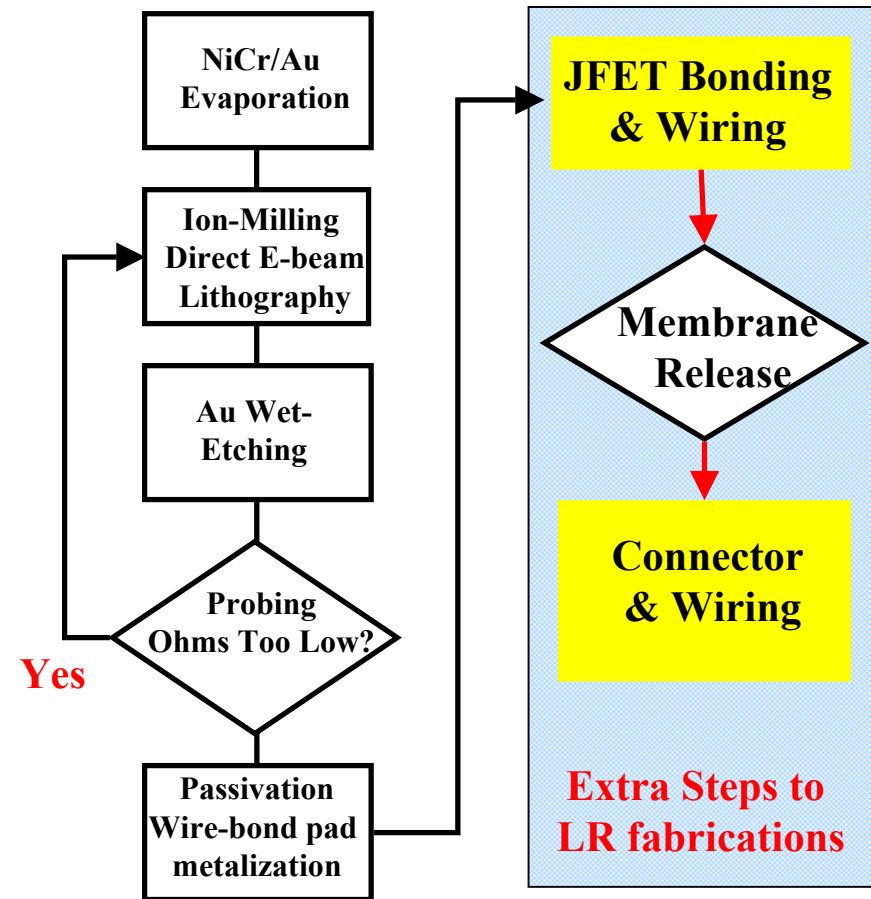 NiCr/Au
Evaporation
Ion-Milling
Direct E-beam
Lithography
Au Wet-
Etching
Probing
Ohms Too Low?
Yes
Passivation
Wire-bond pad
metalization
JFET Bonding
& Wiring
Membrane
Release
Connector
& Wiring
Extra Steps to
LR fabrications